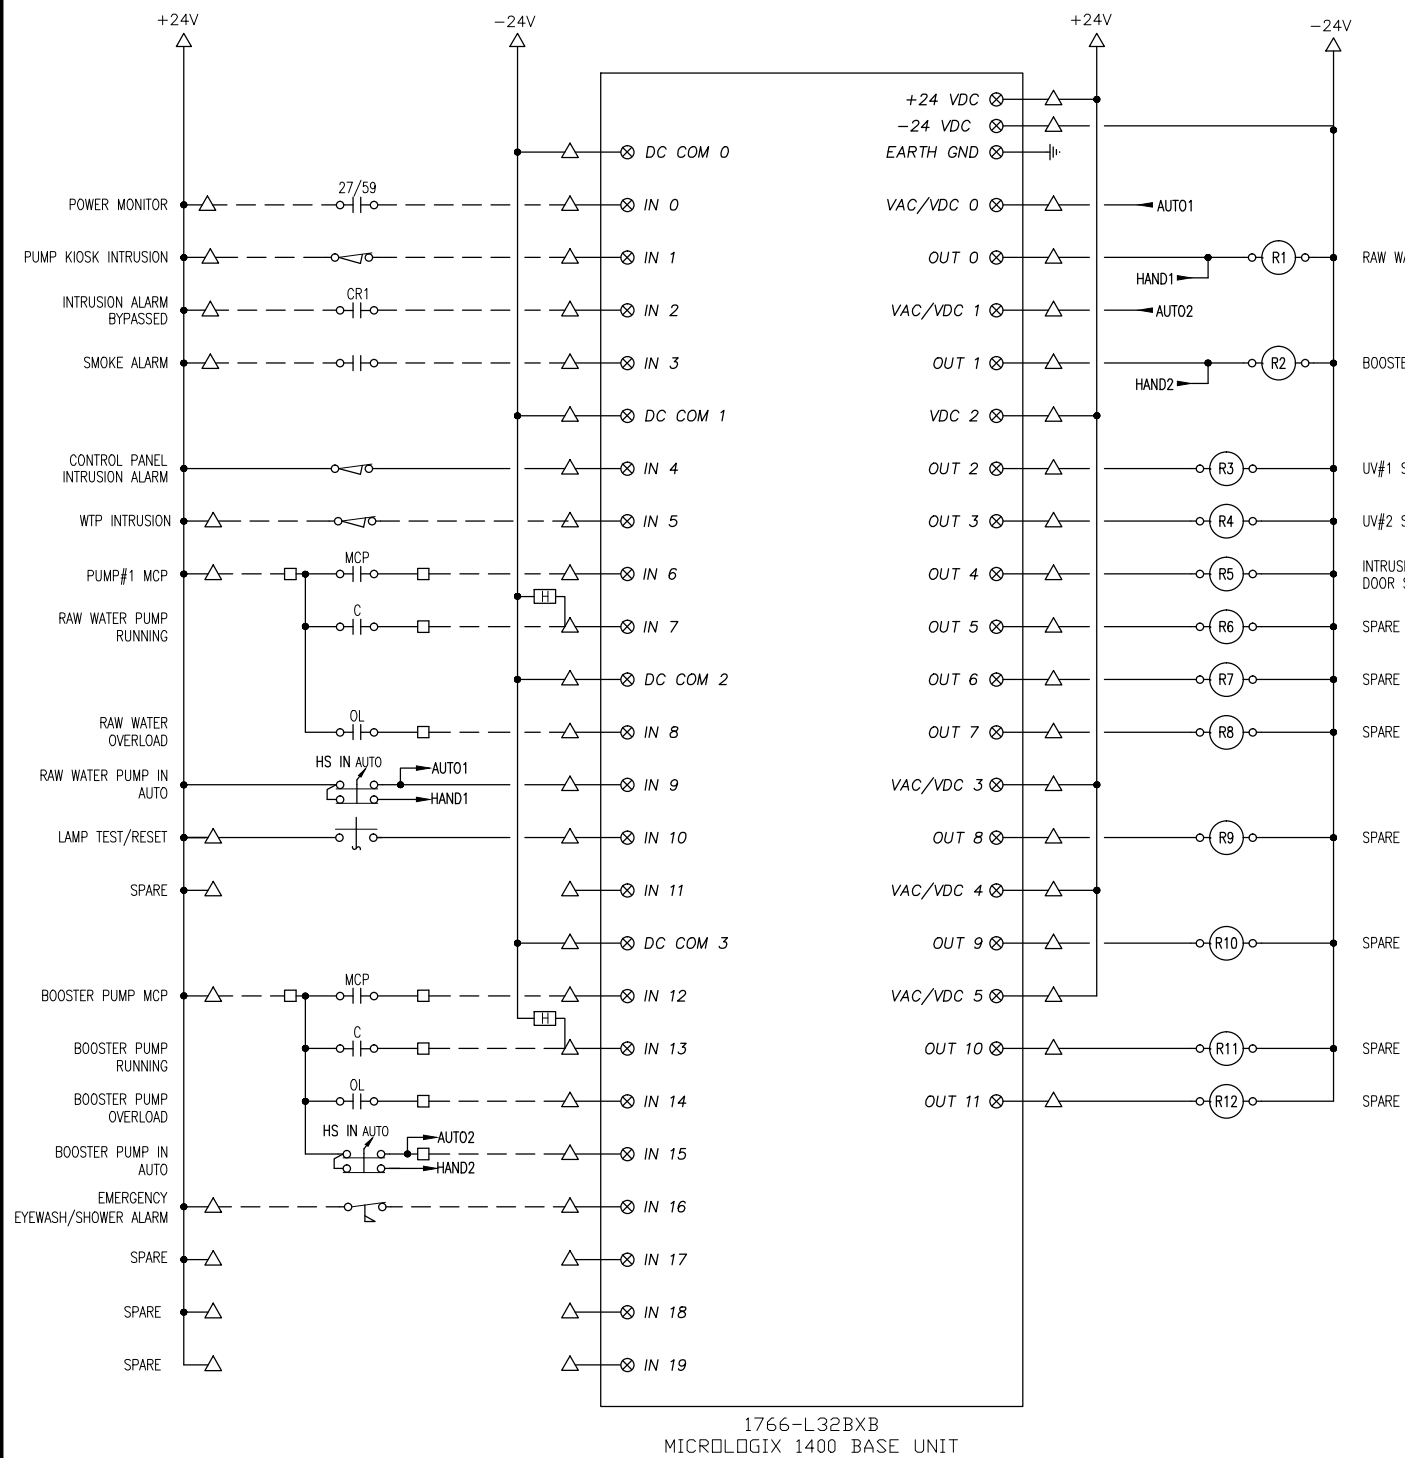 +24V
-24V
+24V
-24V
+24 VDC
-24 VDC
DC COM 0
EARTH GND
POWER MONITOR
27/59
IN 0
VAC/VDC 0
AUTO1
PUMP KIOSK INTRUSION
IN 1
OUT 0
HAND1
R1
RAW
INTRUSION ALARM
BYPASSED
CR1
IN 2
VAC/VDC 1
AUTO2
SMOKE ALARM
IN 3
OUT 1
HAND2
R2
DC COM 1
VDC 2
CONTROL PANEL
INTRUSION ALARM
IN 4
OUT 2
R3
UV#1
WTP INTRUSION
IN 5
OUT 3
R4
UV#2
PUMP#1 MCP
MCP
IN 6
OUT 4
R5
DOOR
H
RAW WATER PUMP
RUNNING
C
IN 7
OUT 5
R6
SPARE
DC COM 2
OUT 6
R7
SPARE
RAW WATER
OVERLOAD
OL
IN 8
OUT 7
R8
SPARE
RAW WATER PUMP IN
AUTO
HS IN AUTO
AUTO1
HAND1
IN 9
VAC/VDC 3
LAMP TEST/RESET
IN 10
OUT 8
R9
SPARE
SPARE
IN 11
VAC/VDC 4
DC COM 3
OUT 9
R10
SPARE
BOOSTER PUMP MCP
MCP
IN 12
VAC/VDC 5
H
BOOSTER PUMP
RUNNING
C
IN 13
OUT 10
R11
SPARE
BOOSTER PUMP
OVERLOAD
OL
IN 14
OUT 11
R12
SPARE
BOOSTER PUMP IN
AUTO
HS IN AUTO
AUTO2
HAND2
IN 15
EMERGENCY
EYEWASH/SHOWER ALARM
IN 16
SPARE
IN 17
SPARE
IN 18
SPARE
IN 19
1766-L32BXB
MICROLOGIX 1400 BASE UNIT